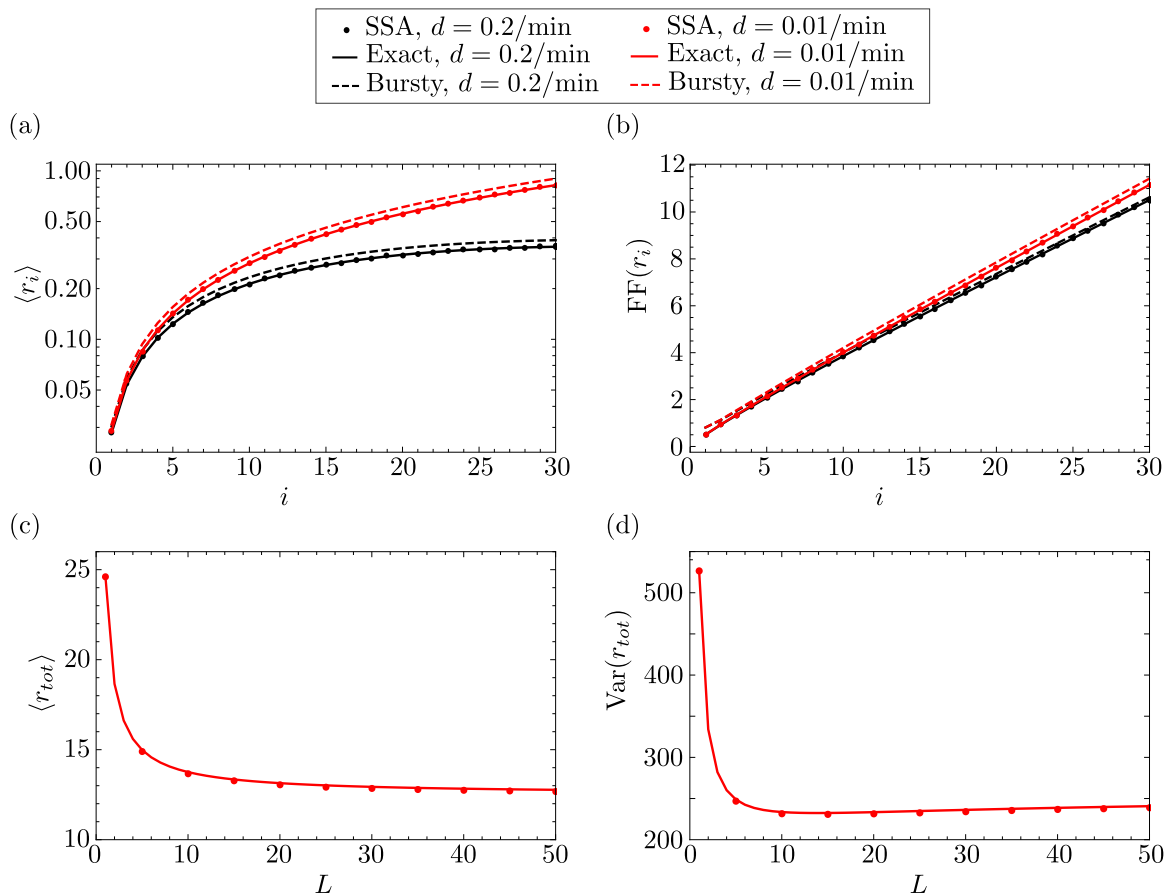 SSA, d = 0.2/min SSA, d = 0.01/min
Exact, d = 0.2/min Exact, d = 0.01/min
Bursty, d = 0.2/min Bursty, d = 0.01/min
(a)
⟨r_i⟩
1.00
0.50
0.20
0.10
0.05
0 5 10 15 20 25 30
i
(b)
FF(r_i)
12
10
8
6
4
2
0
0 5 10 15 20 25 30
i
(c)
⟨r_tot⟩
25
20
15
10
0 10 20 30 40 50
L
(d)
Var(r_tot)
500
400
300
200
0 10 20 30 40 50
L